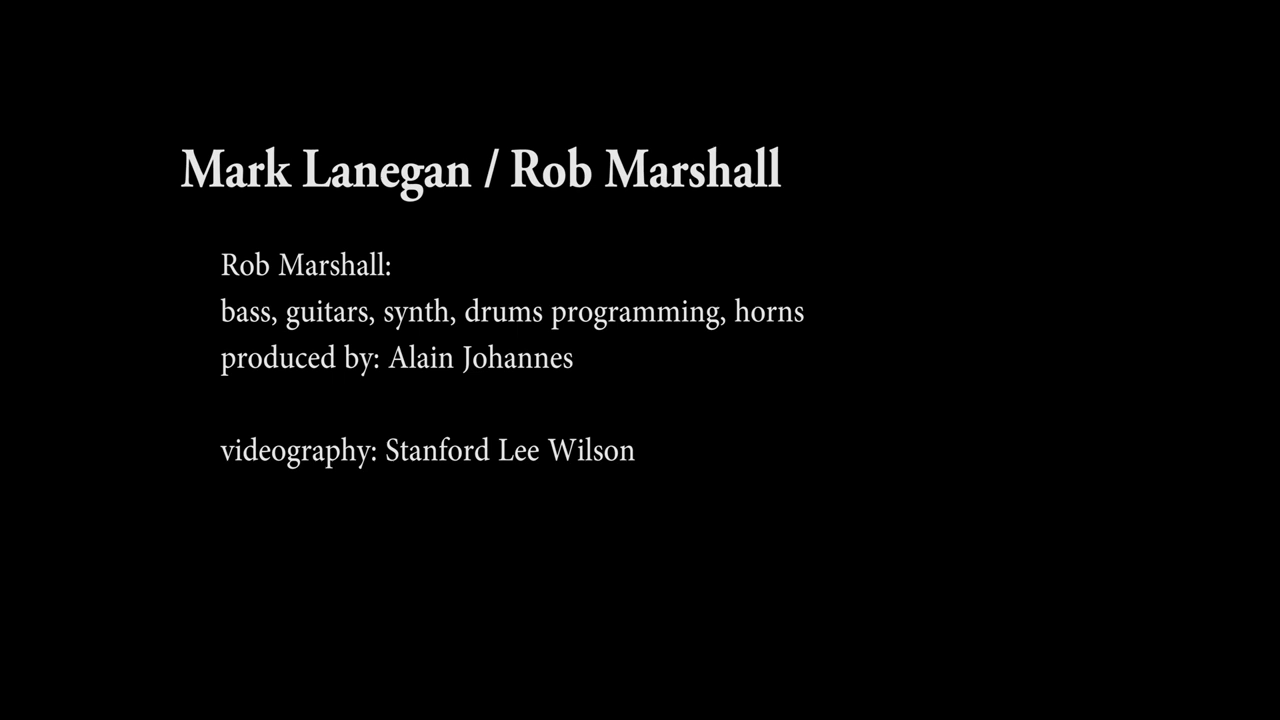 Mark Lanegan / Rob Marshall
Rob Marshall:
bass, guitars, synth, drums programming, horns
produced by: Alain Johannes
videography: Stanford Lee Wilson